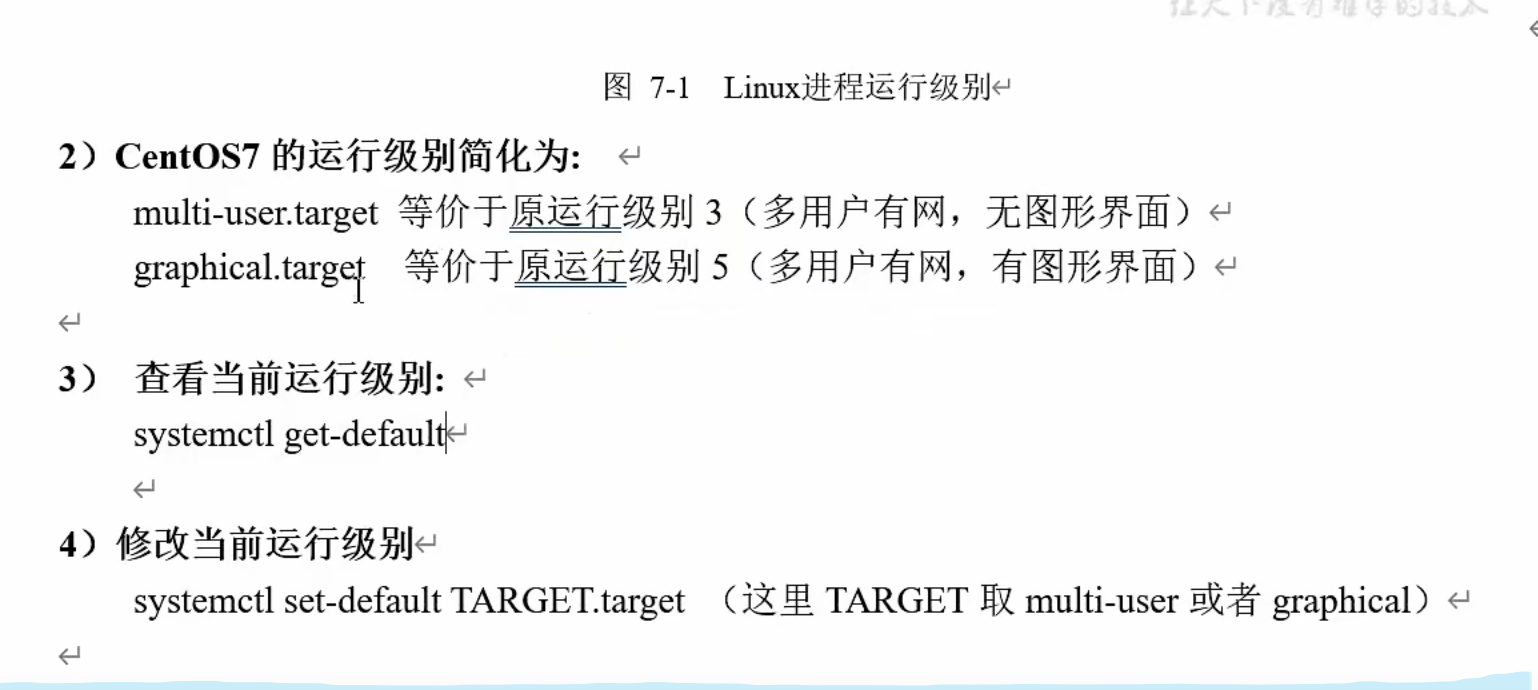 图 7-1 Linux进程运行级别↵
2）CentOS7 的运行级别简化为: ↵
multi-user.target 等价于原运行级别 3（多用户有网，无图形界面）↵
graphical.target 等价于原运行级别 5（多用户有网，有图形界面）↵
↵
3） 查看当前运行级别: ↵
systemctl get-default↵
↵
4）修改当前运行级别↵
systemctl set-default TARGET.target （这里 TARGET 取 multi-user 或者 graphical）↵
↵